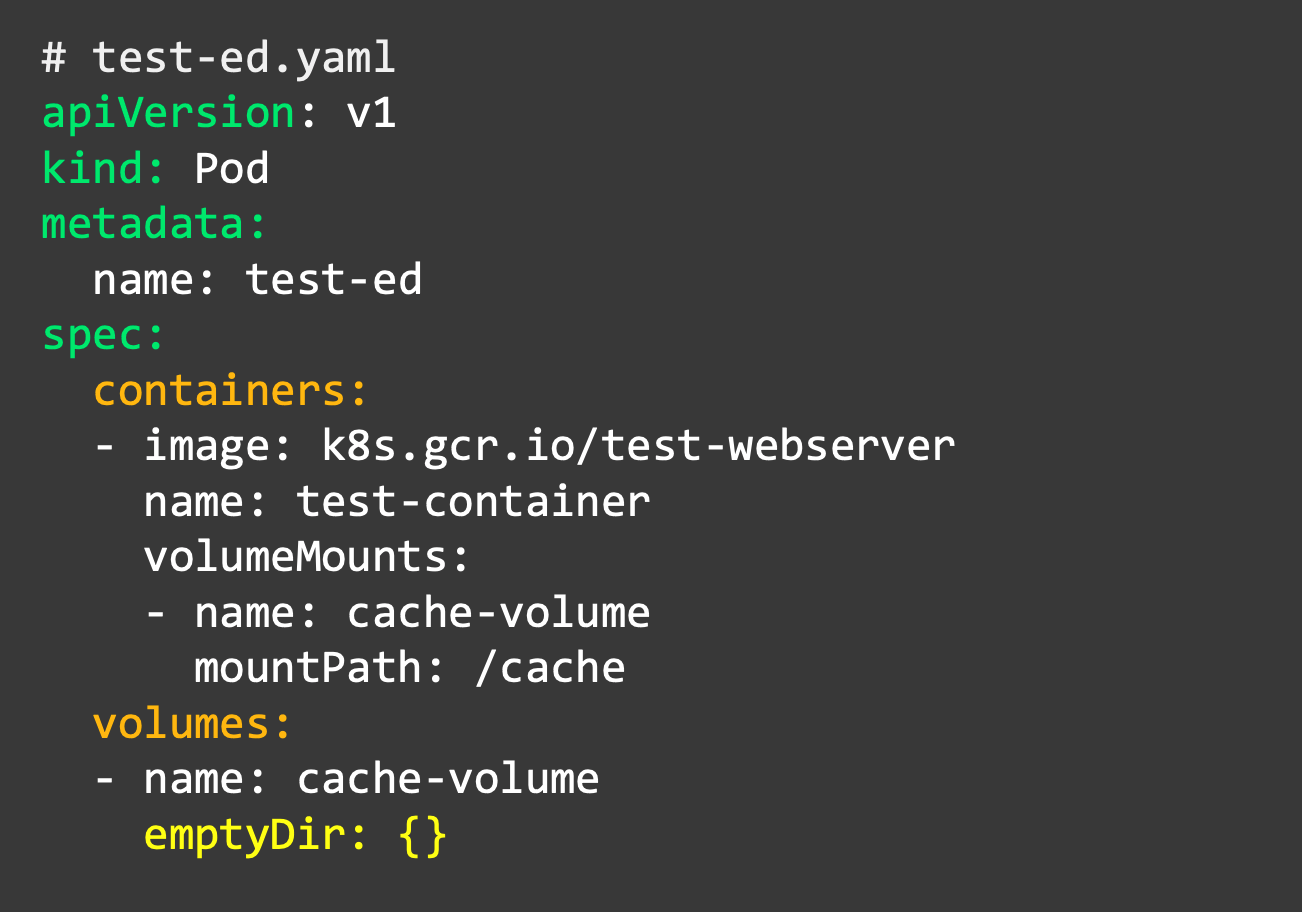 # test-ed.yaml
apiVersion: v1
kind: Pod
metadata:
  name: test-ed
spec:
  containers:
  - image: k8s.gcr.io/test-webserver
    name: test-container
    volumeMounts:
    - name: cache-volume
      mountPath: /cache
  volumes:
  - name: cache-volume
    emptyDir: {}